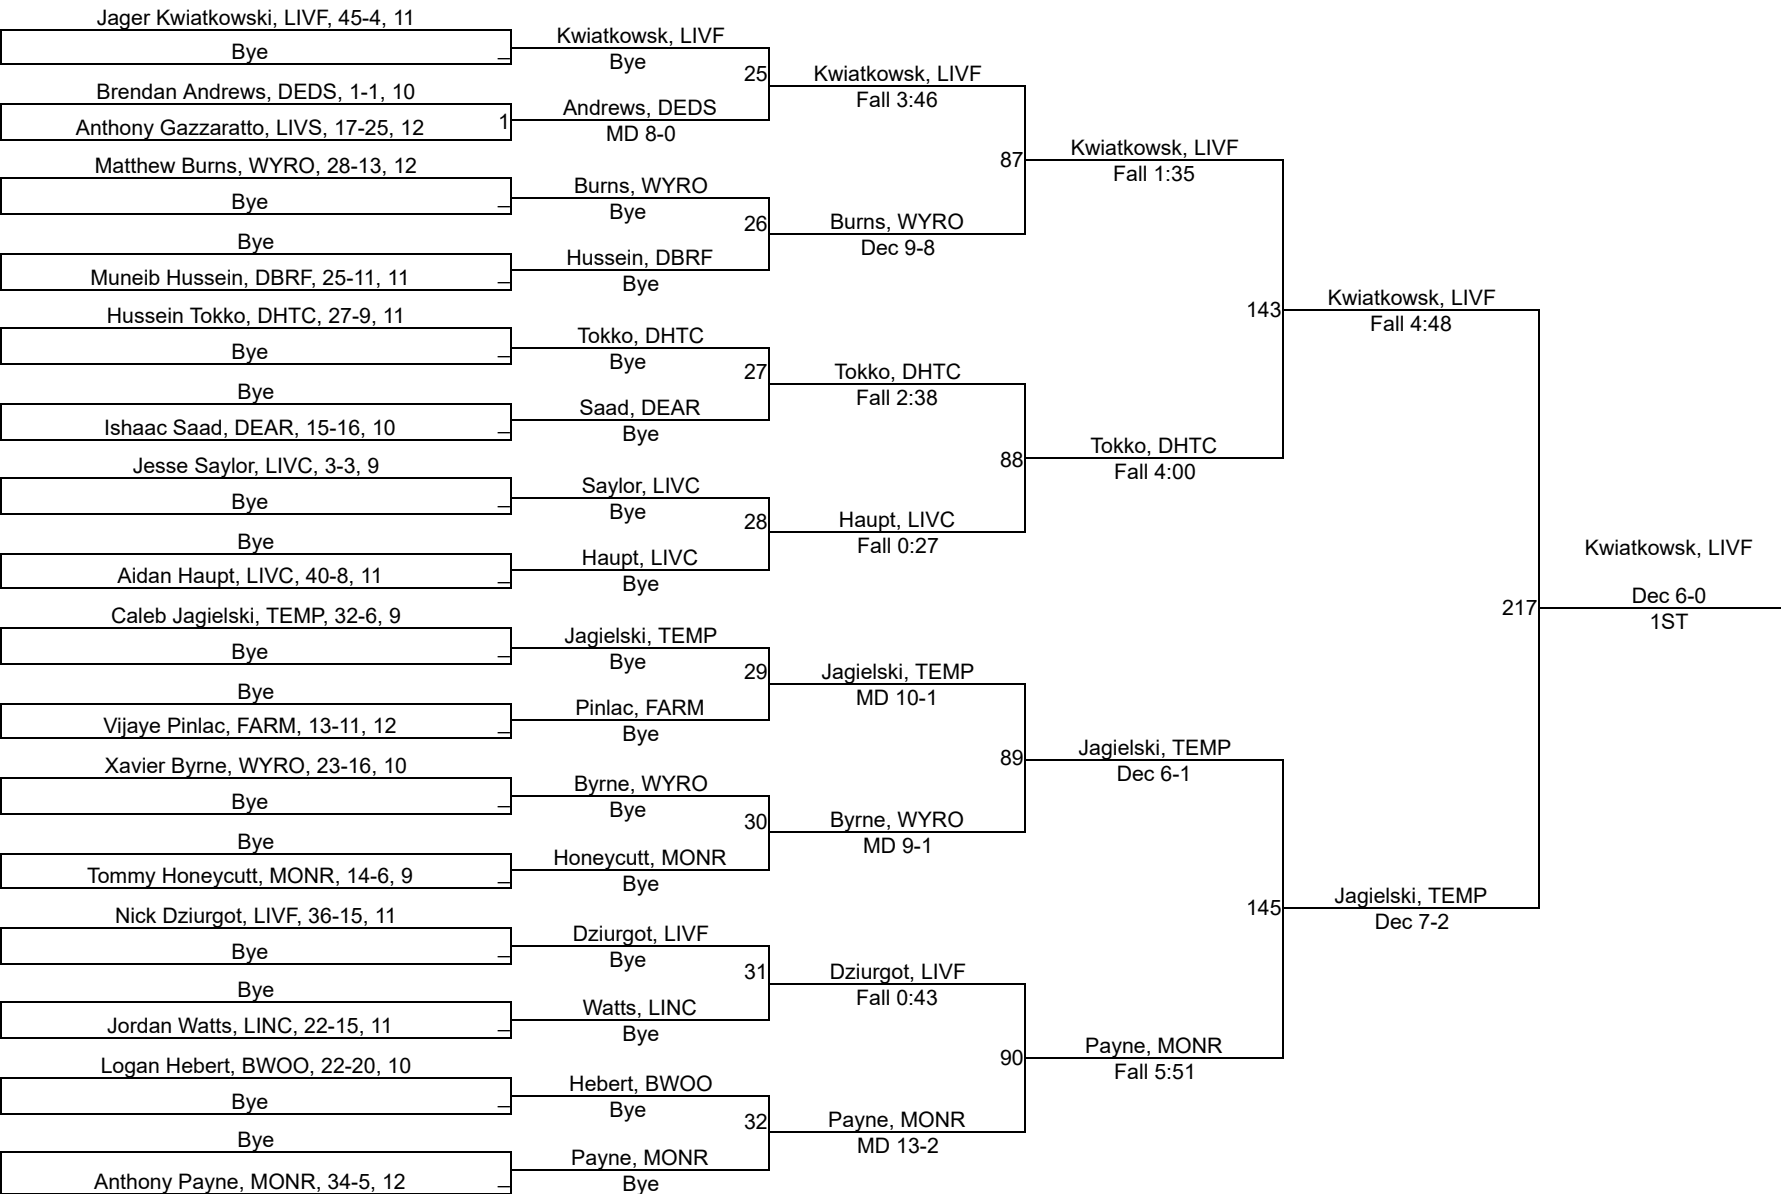 Jager Kwiatkowski, LIVF, 45-4, 11
Bye
Brendan Andrews, DEDS, 1-1, 10
Anthony Gazzaratto, LIVS, 17-25, 12
1
Matthew Burns, WYRO, 28-13, 12
Bye
Bye
Muneib Hussein, DBRF, 25-11, 11
Hussein Tokko, DHTC, 27-9, 11
Bye
Bye
Ishaac Saad, DEAR, 15-16, 10
Jesse Saylor, LIVC, 3-3, 9
Bye
Bye
Aidan Haupt, LIVC, 40-8, 11
Caleb Jagielski, TEMP, 32-6, 9
Bye
Bye
Vijaye Pinlac, FARM, 13-11, 12
Xavier Byrne, WYRO, 23-16, 10
Bye
Bye
Tommy Honeycutt, MONR, 14-6, 9
Nick Dziurgot, LIVF, 36-15, 11
Bye
Bye
Jordan Watts, LINC, 22-15, 11
Logan Hebert, BWOO, 22-20, 10
Bye
Bye
Anthony Payne, MONR, 34-5, 12
Kwiatkowsk, LIVF
Bye
25
Andrews, DEDS
MD 8-0
Burns, WYRO
Bye
26
Hussein, DBRF
Bye
Tokko, DHTC
Bye
27
Saad, DEAR
Bye
Saylor, LIVC
Bye
28
Haupt, LIVC
Bye
Jagielski, TEMP
Bye
29
Pinlac, FARM
Bye
Byrne, WYRO
Bye
30
Honeycutt, MONR
Bye
Dziurgot, LIVF
Bye
31
Watts, LINC
Bye
Hebert, BWOO
Bye
32
Payne, MONR
Bye
Kwiatkowsk, LIVF
Fall 3:46
87
Burns, WYRO
Dec 9-8
Tokko, DHTC
Fall 2:38
88
Haupt, LIVC
Fall 0:27
Jagielski, TEMP
MD 10-1
89
Byrne, WYRO
MD 9-1
Dziurgot, LIVF
Fall 0:43
90
Payne, MONR
MD 13-2
Kwiatkowsk, LIVF
Fall 1:35
143
Tokko, DHTC
Fall 4:00
Jagielski, TEMP
Dec 6-1
145
Payne, MONR
Fall 5:51
Kwiatkowsk, LIVF
Fall 4:48
217
Jagielski, TEMP
Dec 7-2
Kwiatkowsk, LIVF
Dec 6-0
1ST